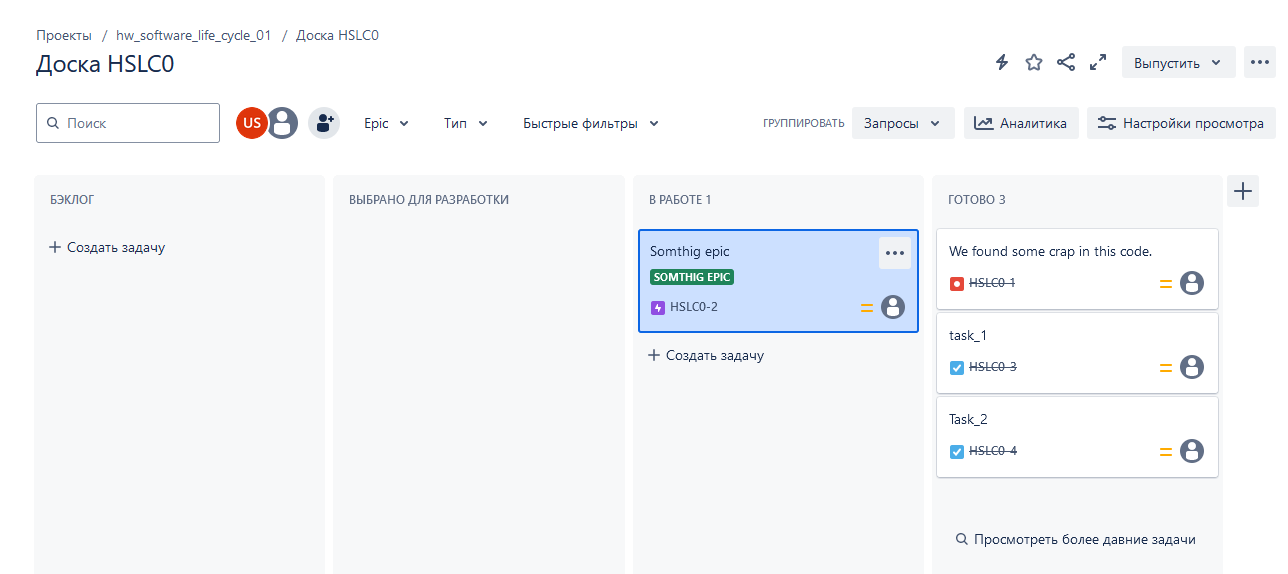 Проекты / hw_software_life_cycle_01 / Доска HSLC0
Доска HSLC0
Выпустить
Поиск
US
Epic
Тип
Быстрые фильтры
ГРУППИРОВАТЬ
Запросы
Аналитика
Настройки просмотра
БЭКЛОГ
+ Создать задачу
ВЫБРАНО ДЛЯ РАЗРАБОТКИ
В РАБОТЕ 1
Somthig epic
SOMTHIG EPIC
HSLC0-2
+ Создать задачу
ГОТОВО 3
We found some crap in this code.
HSLC0-1
task_1
HSLC0-3
Task_2
HSLC0-4
Просмотреть более давние задачи